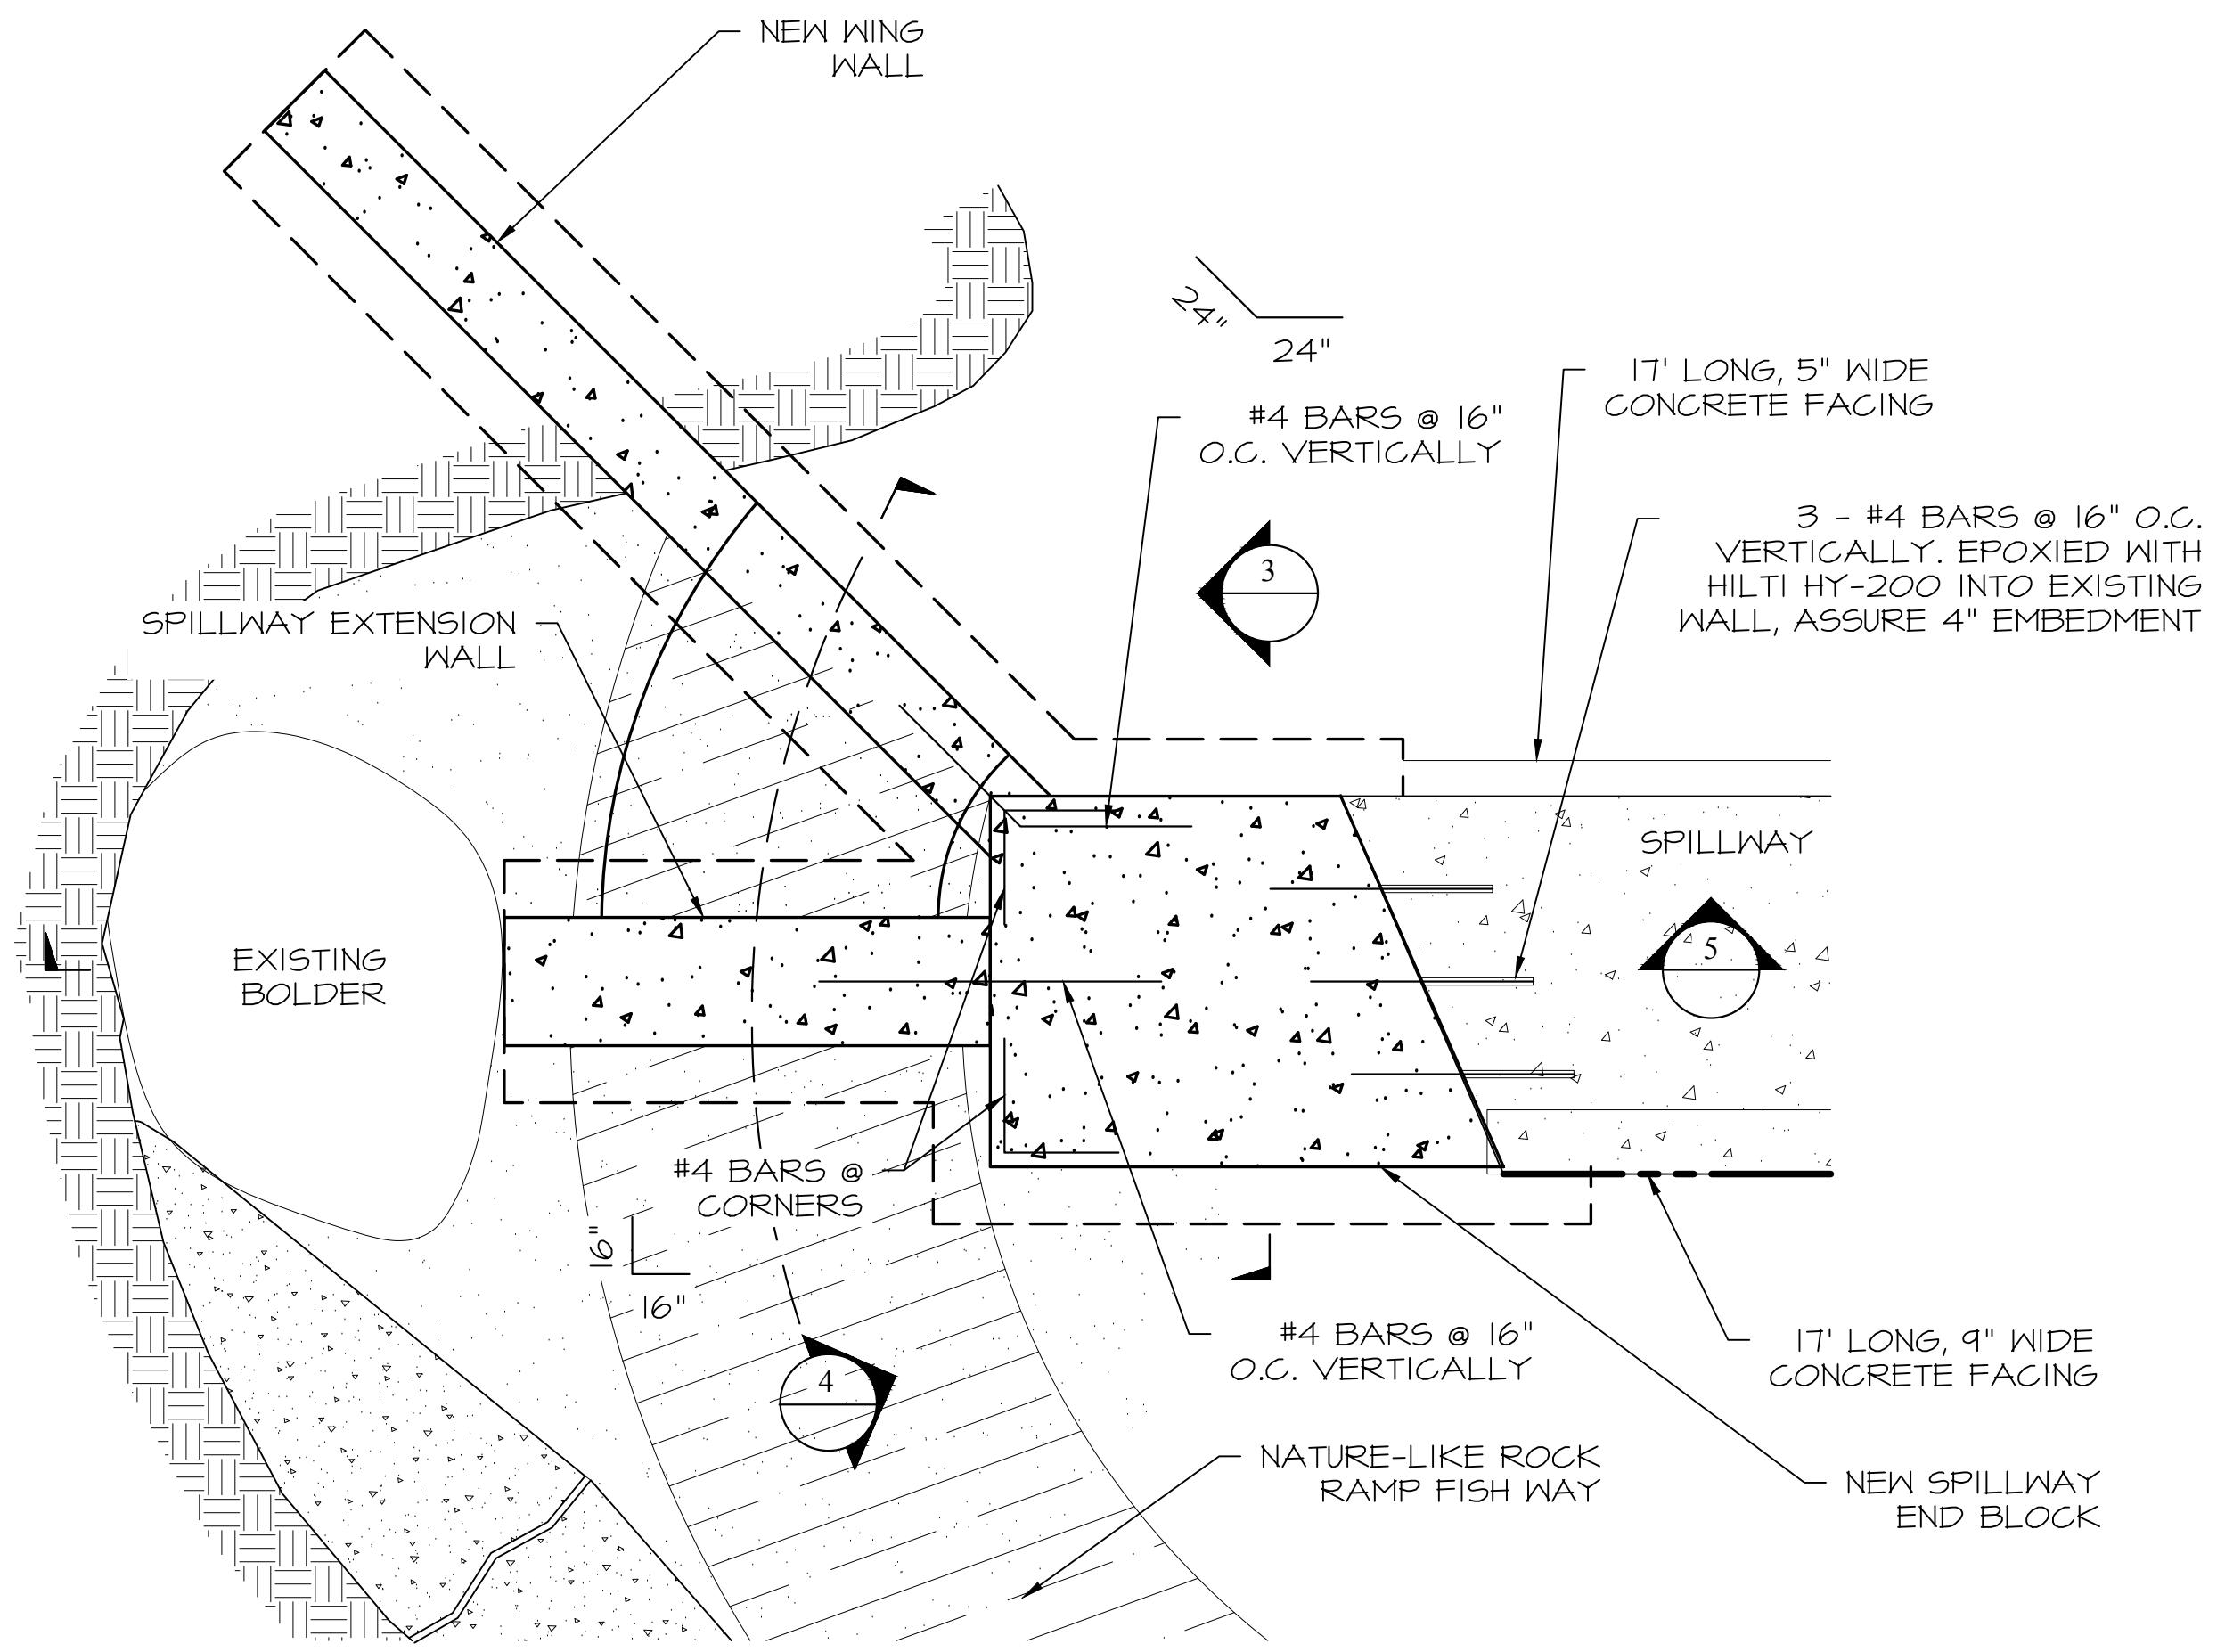 NEW WING
WALL
24"
24"
17' LONG, 5" WIDE
CONCRETE FACING
#4 BARS @ 16"
O.C. VERTICALLY
3 - #4 BARS @ 16" O.C.
VERTICALLY. EPOXIED WITH
HILTI HY-200 INTO EXISTING
WALL, ASSURE 4" EMBEDMENT
3
SPILLWAY EXTENSION
WALL
SPILLWAY
5
EXISTING
BOLDER
#4 BARS @
CORNERS
16"
16"
#4 BARS @ 16"
O.C. VERTICALLY
17' LONG, 9" WIDE
CONCRETE FACING
4
NATURE-LIKE ROCK
RAMP FISH WAY
NEW SPILLWAY
END BLOCK